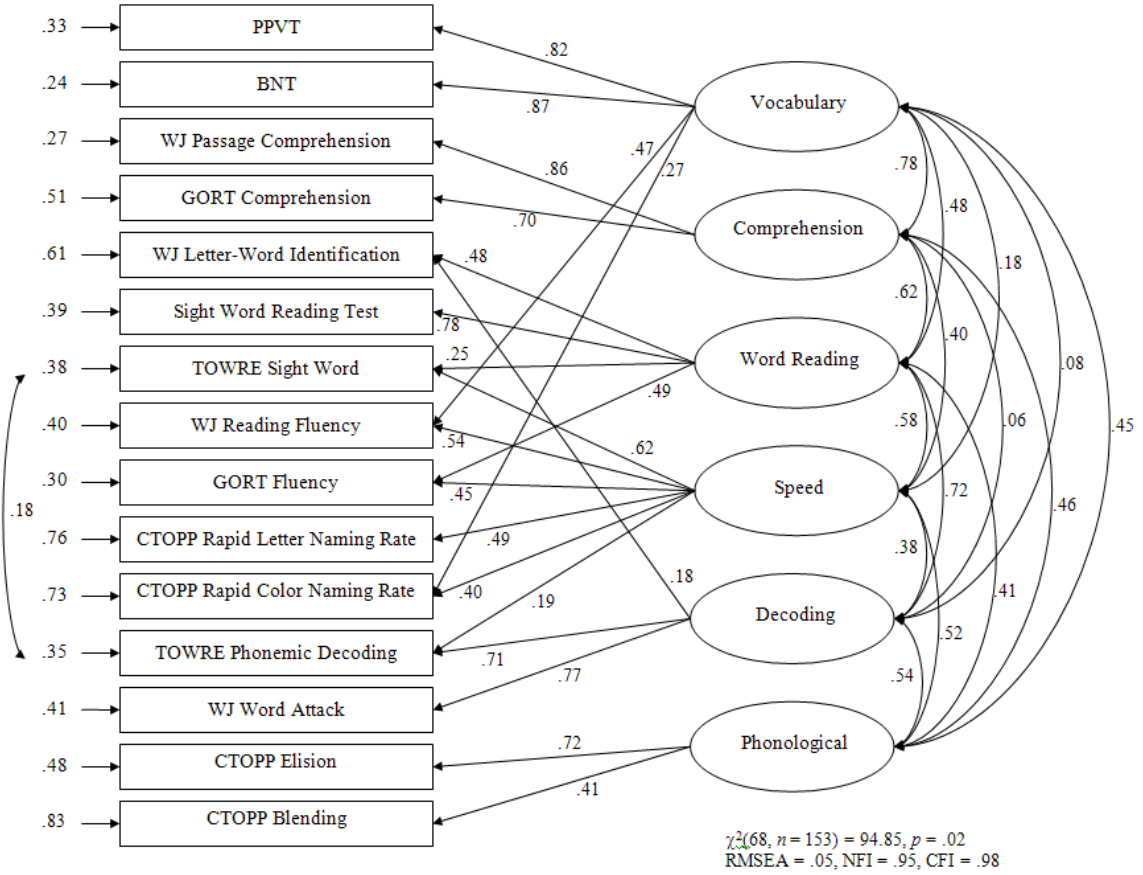 .33 PPVT
.82
.24 BNT
.87
Vocabulary
.27 WJ Passage Comprehension
.47
.27
.86
.78
.51 GORT Comprehension
.70
.48
Comprehension
.61 WJ Letter-Word Identification
.48
.18
.62
.39 Sight Word Reading Test
.78
.40
.38 TOWRE Sight Word
.25
Word Reading
.08
.49
.40 WJ Reading Fluency
.54
.62
.58
.06
.45
.30 GORT Fluency
.45
Speed
.72
.46
.18
.76 CTOPP Rapid Letter Naming Rate
.49
.38
.73 CTOPP Rapid Color Naming Rate
.40
.19
.18
.41
Decoding
.35 TOWRE Phonemic Decoding
.71
.77
.52
.54
.41 WJ Word Attack
.48 CTOPP Elision
.72
Phonological
.41
.83 CTOPP Blending
χ²(68, n = 153) = 94.85, p = .02
RMSEA = .05, NFI = .95, CFI = .98